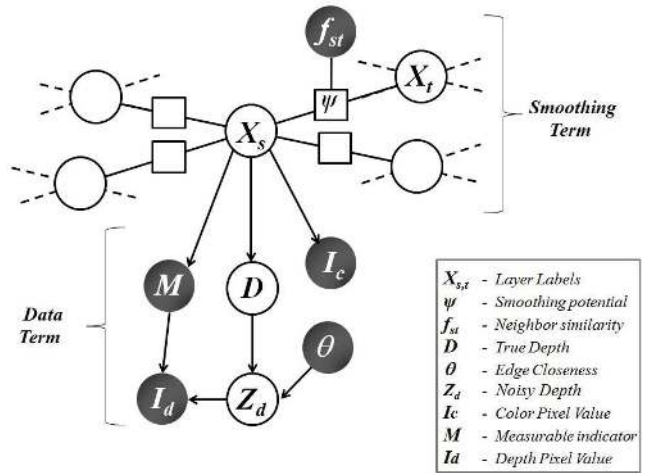 f_st
X_t
ψ
X_s
Smoothing
Term
M
D
I_c
Data
Term
θ
I_d
Z_d
X_s,t - Layer Labels
ψ - Smoothing potential
f_st - Neighbor similarity
D - True Depth
θ - Edge Closeness
Z_d - Noisy Depth
Ic - Color Pixel Value
M - Measurable indicator
Id - Depth Pixel Value